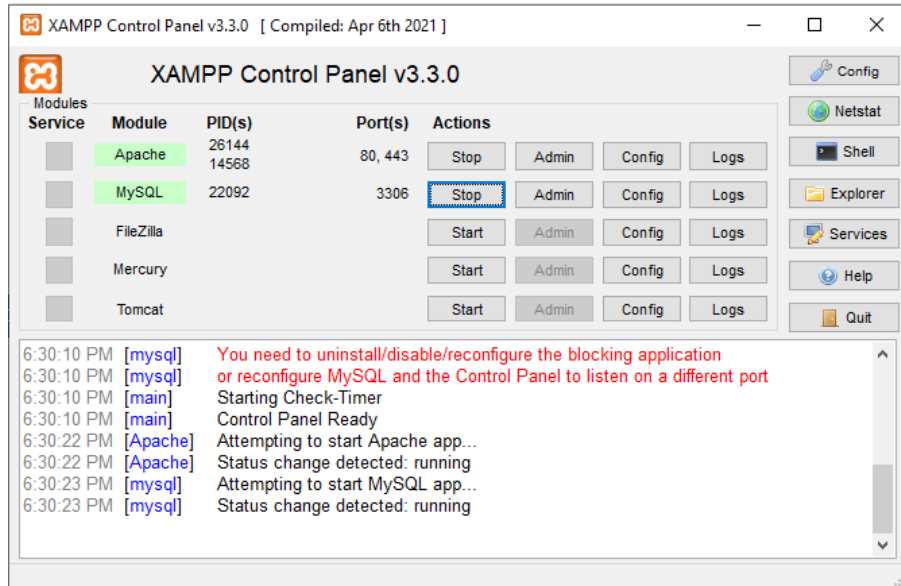 XAMPP Control Panel v3.3.0 [ Compiled: Apr 6th 2021 ]
XAMPP Control Panel v3.3.0
Config
Modules
Service Module PID(s) Port(s) Actions
Netstat
Apache 26144 14568 80, 443 Stop Admin Config Logs
Shell
MySQL 22092 3306 Stop Admin Config Logs
Explorer
FileZilla Start Admin Config Logs
Services
Mercury Start Admin Config Logs
Help
Tomcat Start Admin Config Logs
Quit
6:30:10 PM [mysql] You need to uninstall/disable/reconfigure the blocking application
6:30:10 PM [mysql] or reconfigure MySQL and the Control Panel to listen on a different port
6:30:10 PM [main] Starting Check-Timer
6:30:10 PM [main] Control Panel Ready
6:30:22 PM [Apache] Attempting to start Apache app...
6:30:22 PM [Apache] Status change detected: running
6:30:23 PM [mysql] Attempting to start MySQL app...
6:30:23 PM [mysql] Status change detected: running